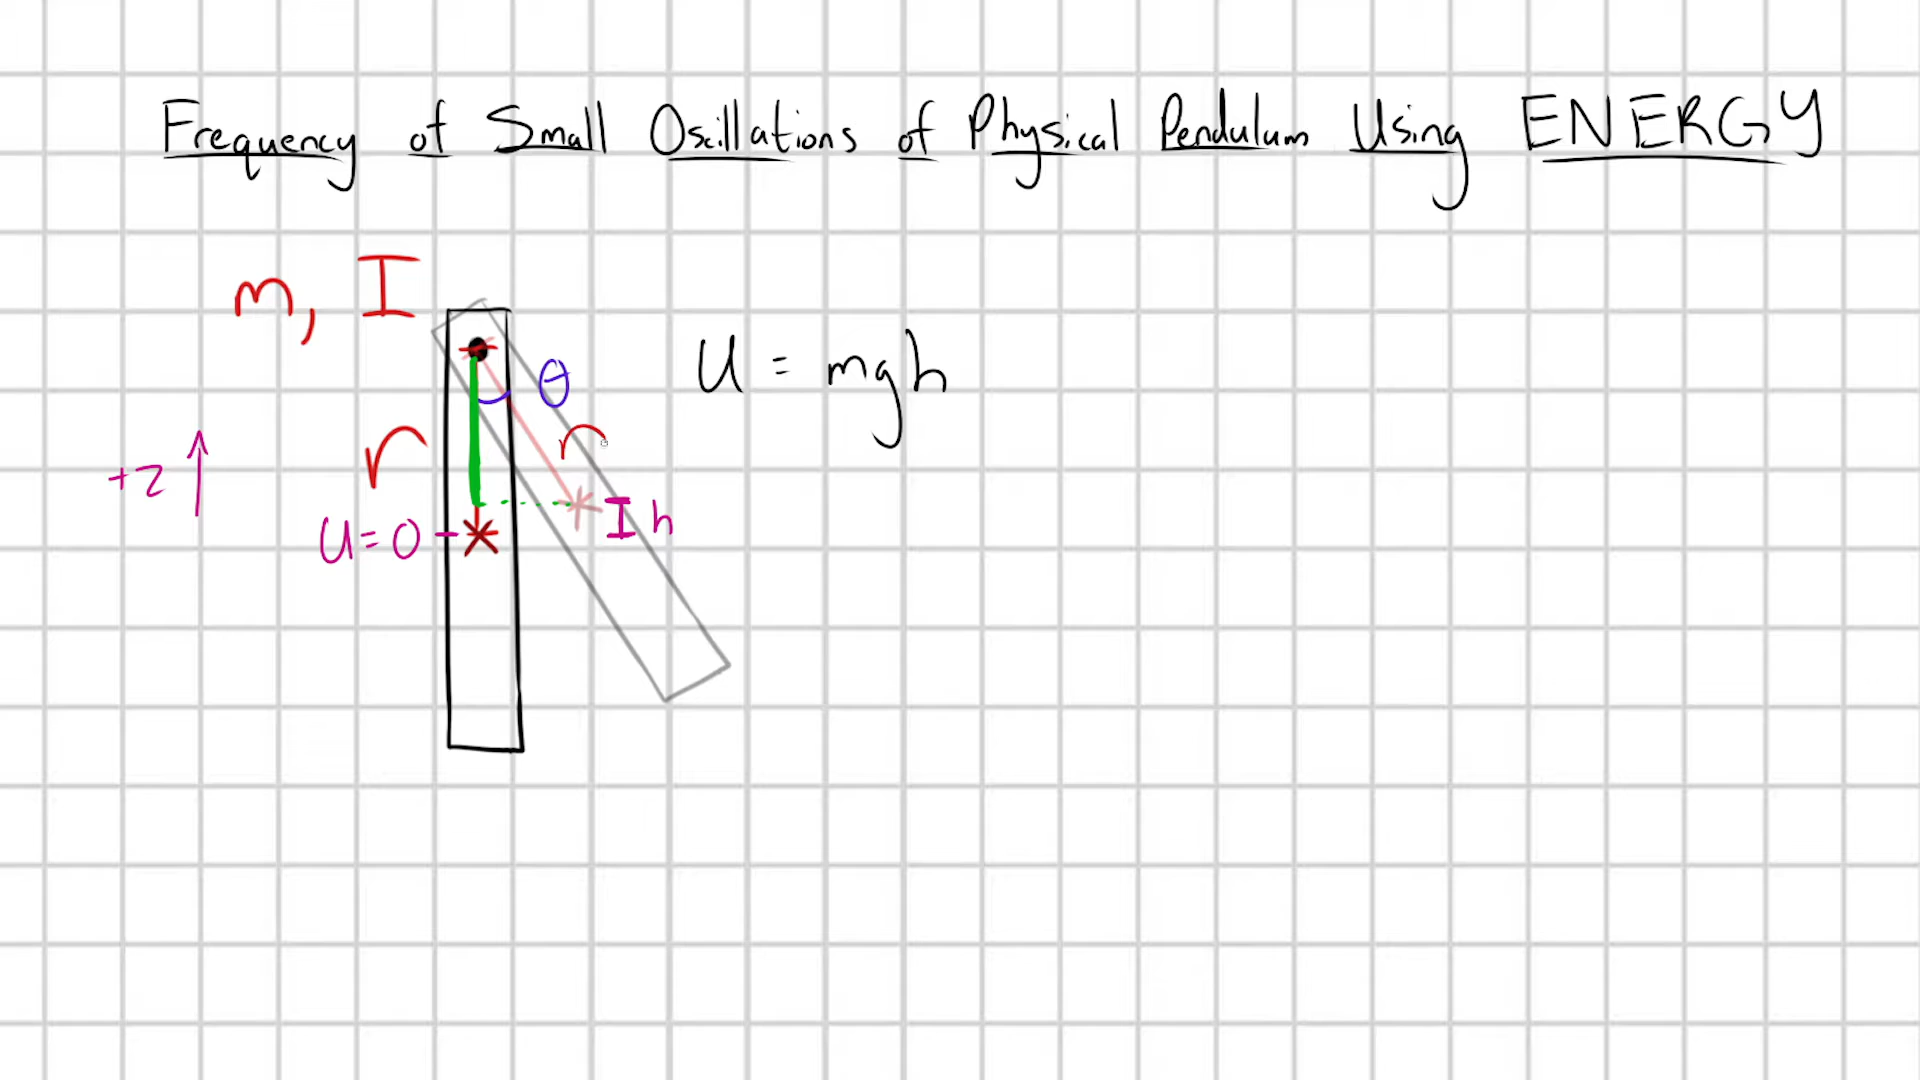 Frequency of Small Oscillations of Physical Pendulum Using ENERGY
m, I
θ
U = mgh
r
r
+z
h
U=0